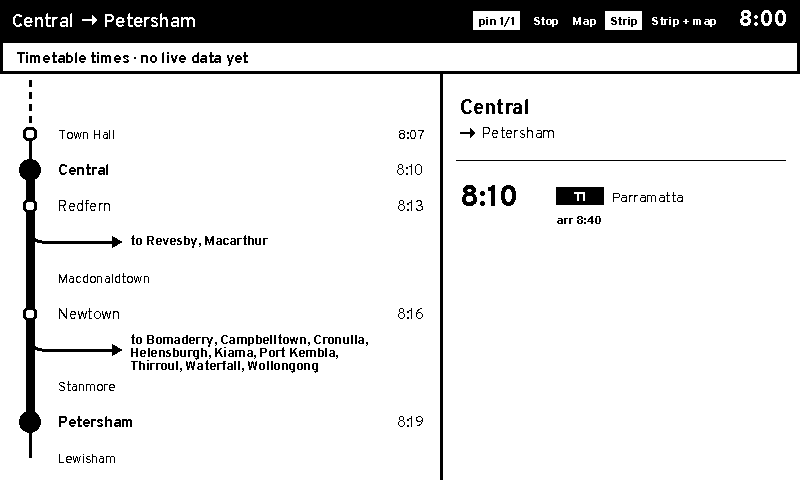 Central → Petersham
pin 1/1 Stop Map Strip Strip + map 8:00
Timetable times · no live data yet
Town Hall 8:07
Central 8:10
Redfern 8:13
to Revesby, Macarthur
Macdonaldtown
Newtown 8:16
to Bomaderry, Campbelltown, Cronulla,
Helensburgh, Kiama, Port Kembla,
Thirroul, Waterfall, Wollongong
Stanmore
Petersham 8:19
Lewisham
Central
→ Petersham
8:10 T1 Parramatta
arr 8:40